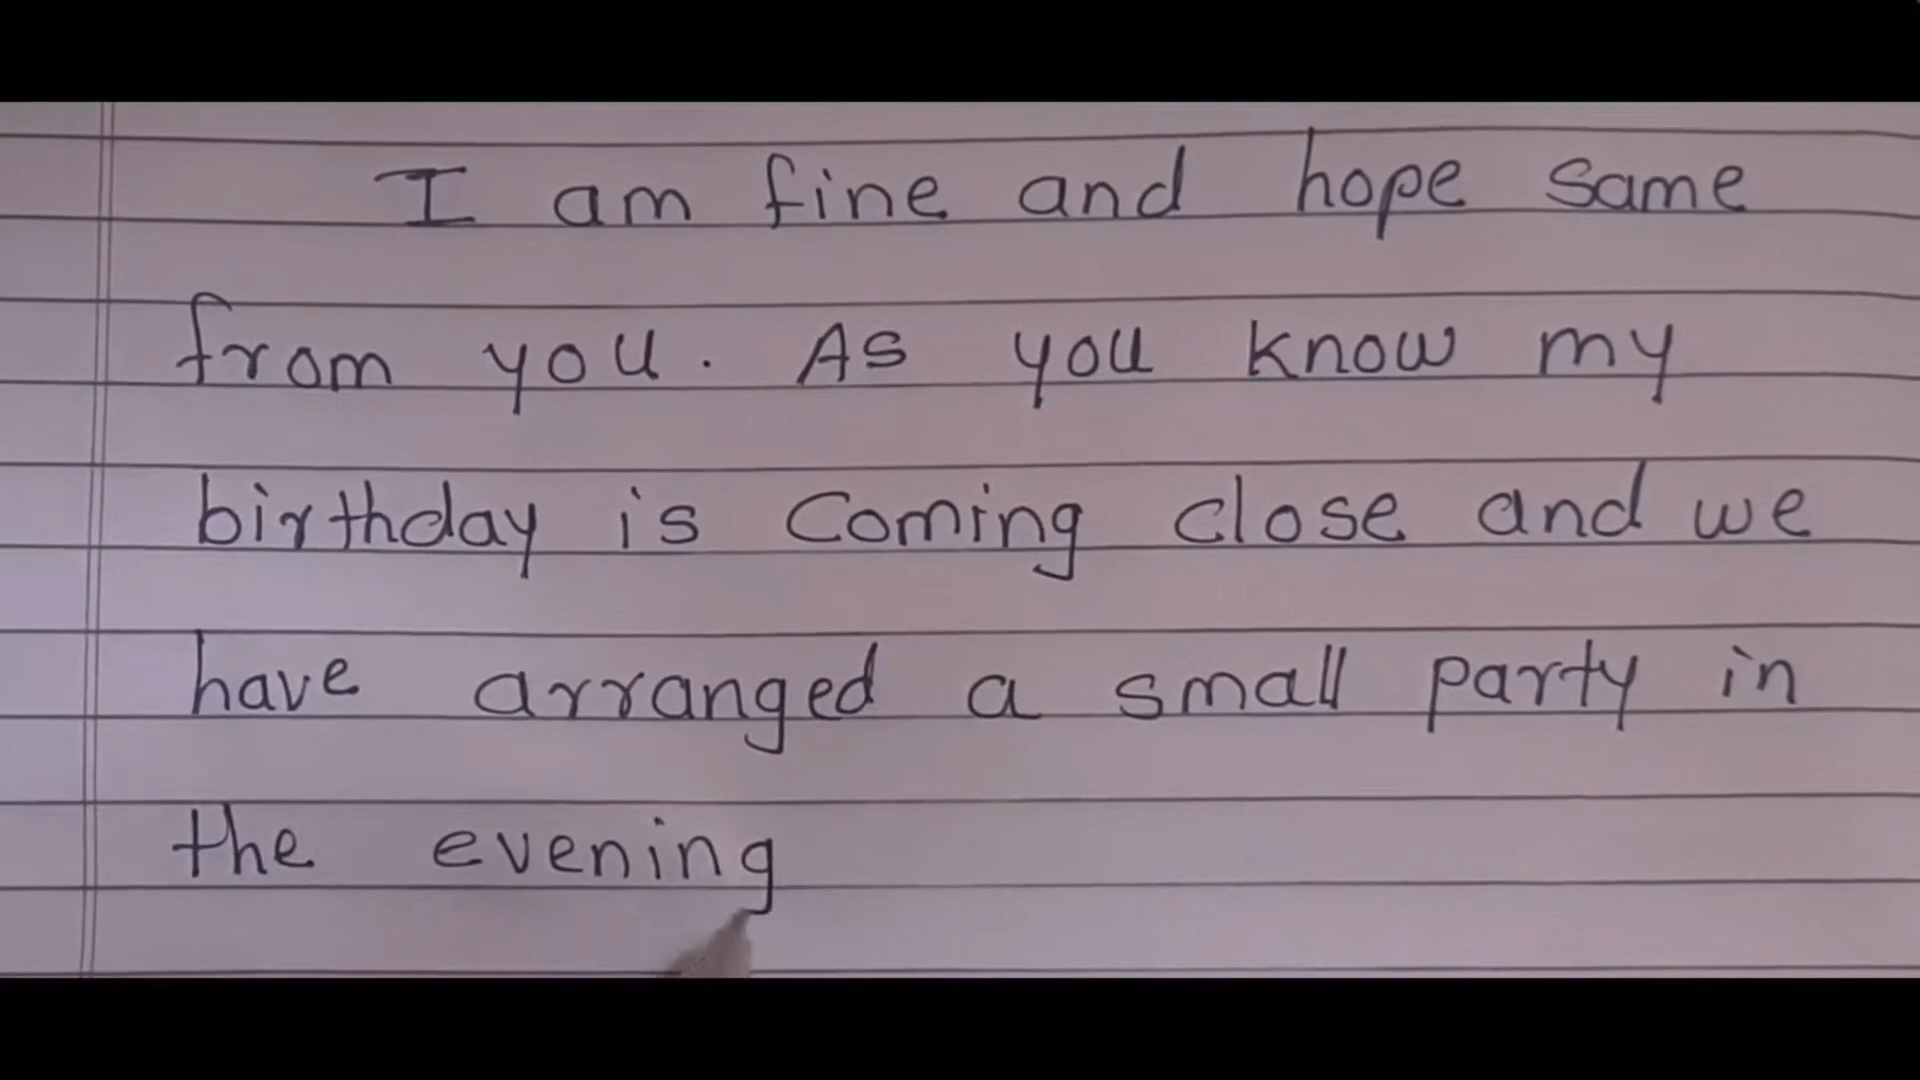 I am fine and hope same
from you. As you know my
birthday is Coming close and we
have arranged a small party in
the evening